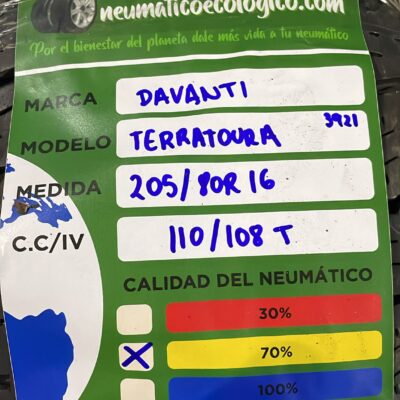 neumaticoecologico.com
Por el bienestar del planeta dale más vida a tu neumático
MARCA DAVANTI
MODELO TERRATOURA 3921
MEDIDA 205/80R16
C.C/IV 110/108 T
CALIDAD DEL NEUMÁTICO
30%
X 70%
100%